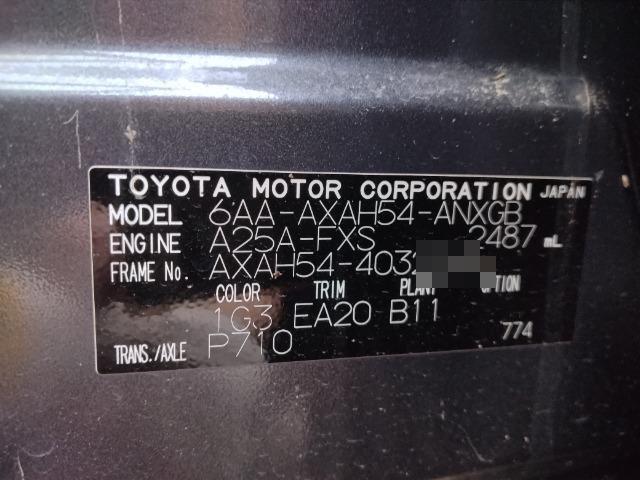 TOYOTA MOTOR CORPORATION JAPAN
MODEL 6AA-AXAH54-ANXGB
ENGINE A25A-FXS 2487 mL
FRAME No. AXAH54-4032
COLOR TRIM PLANT OPTION
1G3 EA20 B11
774
TRANS./AXLE P710